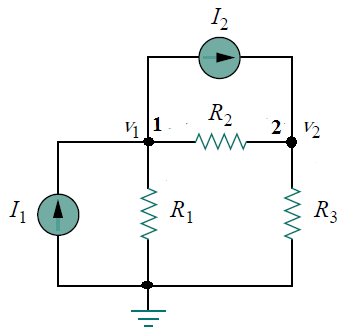 I₂
R₂
v₁ 1 2 v₂
I₁ R₁ R₃